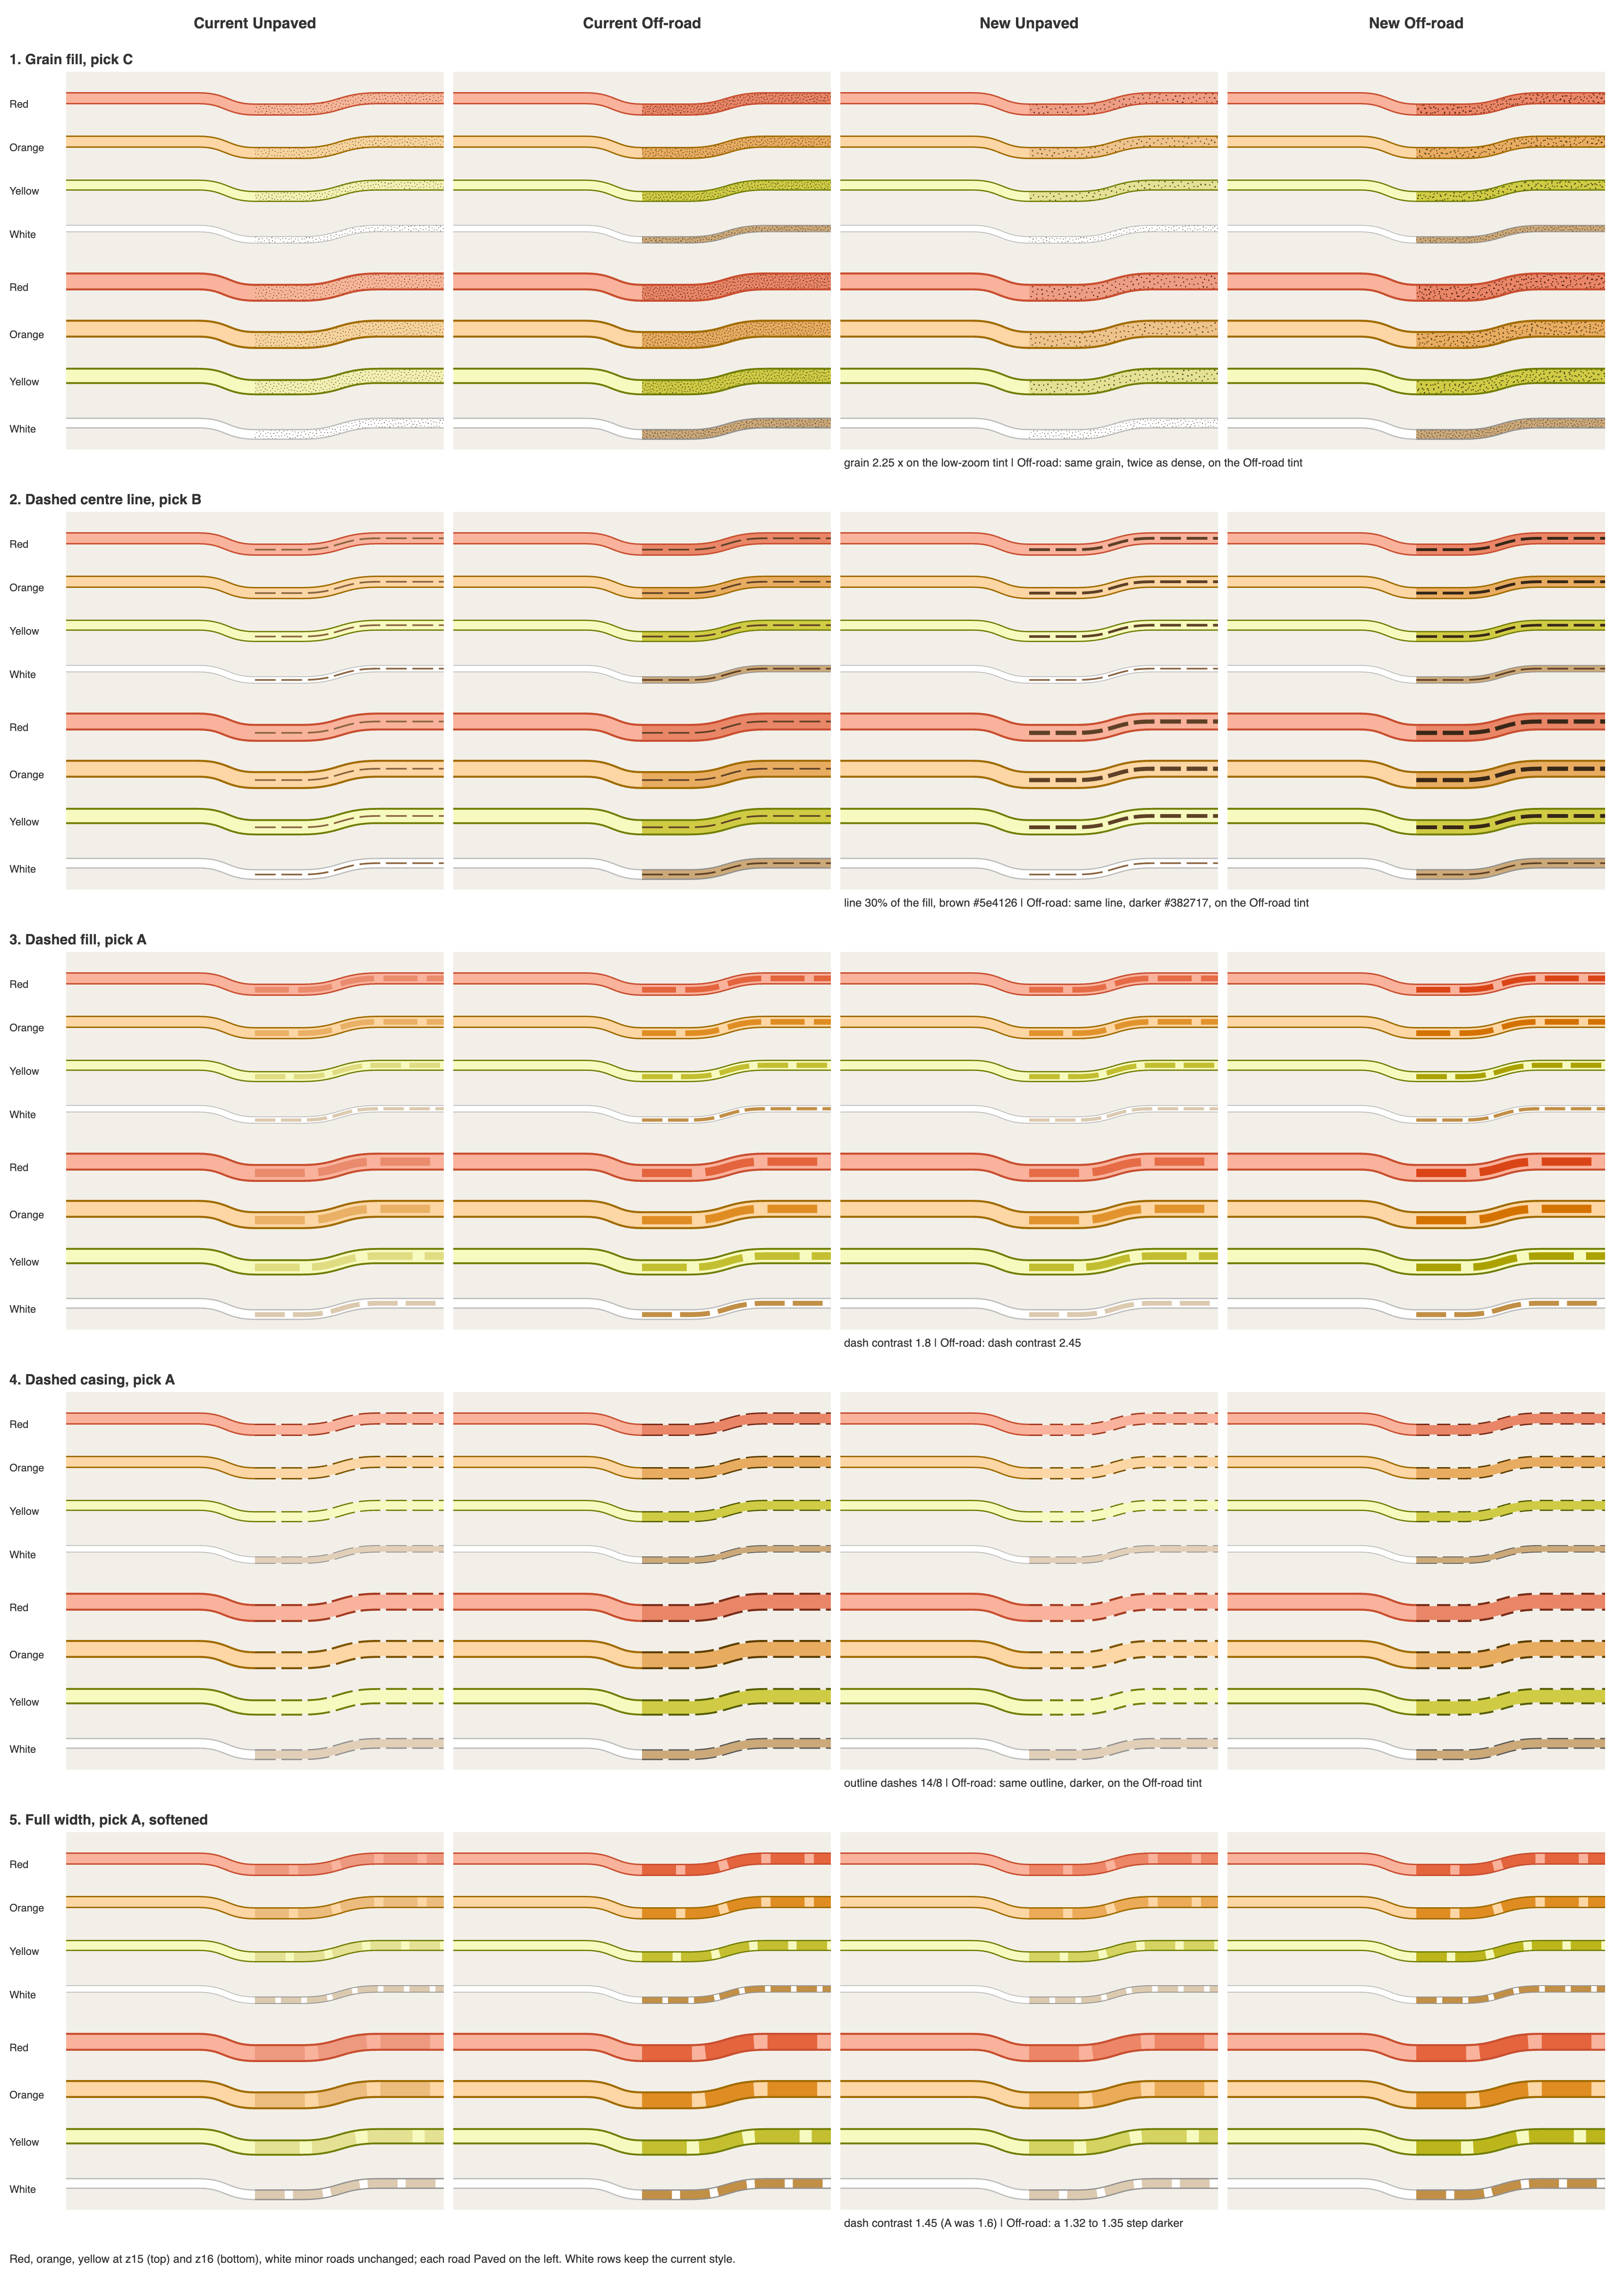 Current Unpaved Current Off-road New Unpaved New Off-road
1. Grain fill, pick C
Red
Orange
Yellow
White
Red
Orange
Yellow
White
grain 2.25 x on the low-zoom tint | Off-road: same grain, twice as dense, on the Off-road tint
2. Dashed centre line, pick B
Red
Orange
Yellow
White
Red
Orange
Yellow
White
line 30% of the fill, brown #5e4126 | Off-road: same line, darker #382717, on the Off-road tint
3. Dashed fill, pick A
Red
Orange
Yellow
White
Red
Orange
Yellow
White
dash contrast 1.8 | Off-road: dash contrast 2.45
4. Dashed casing, pick A
Red
Orange
Yellow
White
Red
Orange
Yellow
White
outline dashes 14/8 | Off-road: same outline, darker, on the Off-road tint
5. Full width, pick A, softened
Red
Orange
Yellow
White
Red
Orange
Yellow
White
dash contrast 1.45 (A was 1.6) | Off-road: a 1.32 to 1.35 step darker
Red, orange, yellow at z15 (top) and z16 (bottom), white minor roads unchanged; each road Paved on the left. White rows keep the current style.